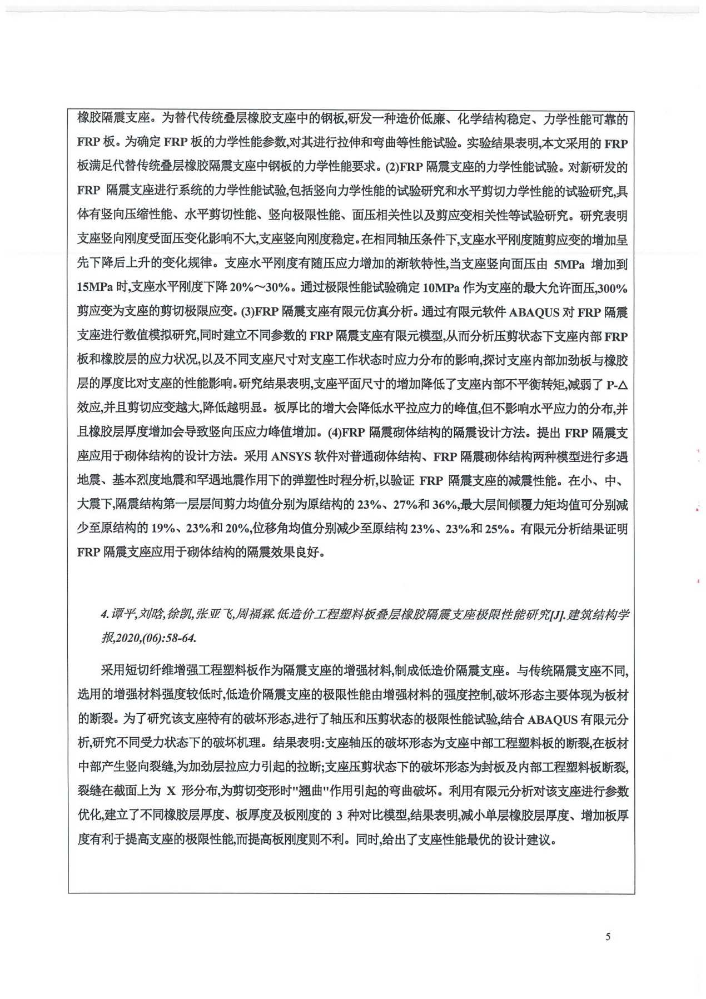 橡胶隔震支座。为替代传统叠层橡胶支座中的钢板,研发一种造价低廉、化学结构稳定、力学性能可靠的
FRP 板。为确定 FRP 板的力学性能参数,对其进行拉伸和弯曲等性能试验。实验结果表明,本文采用的 FRP
板满足代替传统叠层橡胶隔震支座中钢板的力学性能要求。(2)FRP 隔震支座的力学性能试验。对新研发的
FRP 隔震支座进行系统的力学性能试验,包括竖向力学性能的试验研究和水平剪切力学性能的试验研究,具
体有竖向压缩性能、水平剪切性能、竖向极限性能、面压相关性以及剪应变相关性等试验研究。研究表明
支座竖向刚度受面压变化影响不大,支座竖向刚度稳定。在相同轴压条件下,支座水平刚度随剪应变的增加呈
先下降后上升的变化规律。支座水平刚度有随压应力增加的渐软特性,当支座竖向面压由 5MPa 增加到
15MPa 时,支座水平刚度下降 20%～30%。通过极限性能试验确定 10MPa 作为支座的最大允许面压,300%
剪应变为支座的剪切极限应变。(3)FRP 隔震支座有限元仿真分析。通过有限元软件 ABAQUS 对 FRP 隔震
支座进行数值模拟研究,同时建立不同参数的 FRP 隔震支座有限元模型,从而分析压剪状态下支座内部 FRP
板和橡胶层的应力状况,以及不同支座尺寸对支座工作状态时应力分布的影响,探讨支座内部加劲板与橡胶
层的厚度比对支座的性能影响。研究结果表明,支座平面尺寸的增加降低了支座内部不平衡转矩,减弱了 P-△
效应,并且剪切应变越大,降低越明显。板厚比的增大会降低水平拉应力的峰值,但不影响水平应力的分布,并
且橡胶层厚度增加会导致竖向压应力峰值增加。(4)FRP 隔震砌体结构的隔震设计方法。提出 FRP 隔震支
座应用于砌体结构的设计方法。采用 ANSYS 软件对普通砌体结构、FRP 隔震砌体结构两种模型进行多遇
地震、基本烈度地震和罕遇地震作用下的弹塑性时程分析,以验证 FRP 隔震支座的减震性能。在小、中、
大震下,隔震结构第一层层间剪力均值分别为原结构的 23%、27%和 36%,最大层间倾覆力矩均值可分别减
少至原结构的 19%、23%和 20%,位移角均值分别减少至原结构 23%、23%和 25%。有限元分析结果证明
FRP 隔震支座应用于砌体结构的隔震效果良好。
4. 谭平,刘晗,徐凯,张亚飞,周福霖.低造价工程塑料板叠层橡胶隔震支座极限性能研究[J].建筑结构学
报,2020,(06):58-64.
采用短切纤维增强工程塑料板作为隔震支座的增强材料,制成低造价隔震支座。与传统隔震支座不同,
选用的增强材料强度较低时,低造价隔震支座的极限性能由增强材料的强度控制,破坏形态主要体现为板材
的断裂。为了研究该支座特有的破坏形态,进行了轴压和压剪状态的极限性能试验,结合 ABAQUS 有限元分
析,研究不同受力状态下的破坏机理。结果表明:支座轴压的破坏形态为支座中部工程塑料板的断裂,在板材
中部产生竖向裂缝,为加劲层拉应力引起的拉断;支座压剪状态下的破坏形态为封板及内部工程塑料板断裂,
裂缝在截面上为 X 形分布,为剪切变形时"翘曲"作用引起的弯曲破坏。利用有限元分析对该支座进行参数
优化,建立了不同橡胶层厚度、板厚度及板刚度的 3 种对比模型,结果表明,减小单层橡胶层厚度、增加板厚
度有利于提高支座的极限性能,而提高板刚度则不利。同时,给出了支座性能最优的设计建议。
5